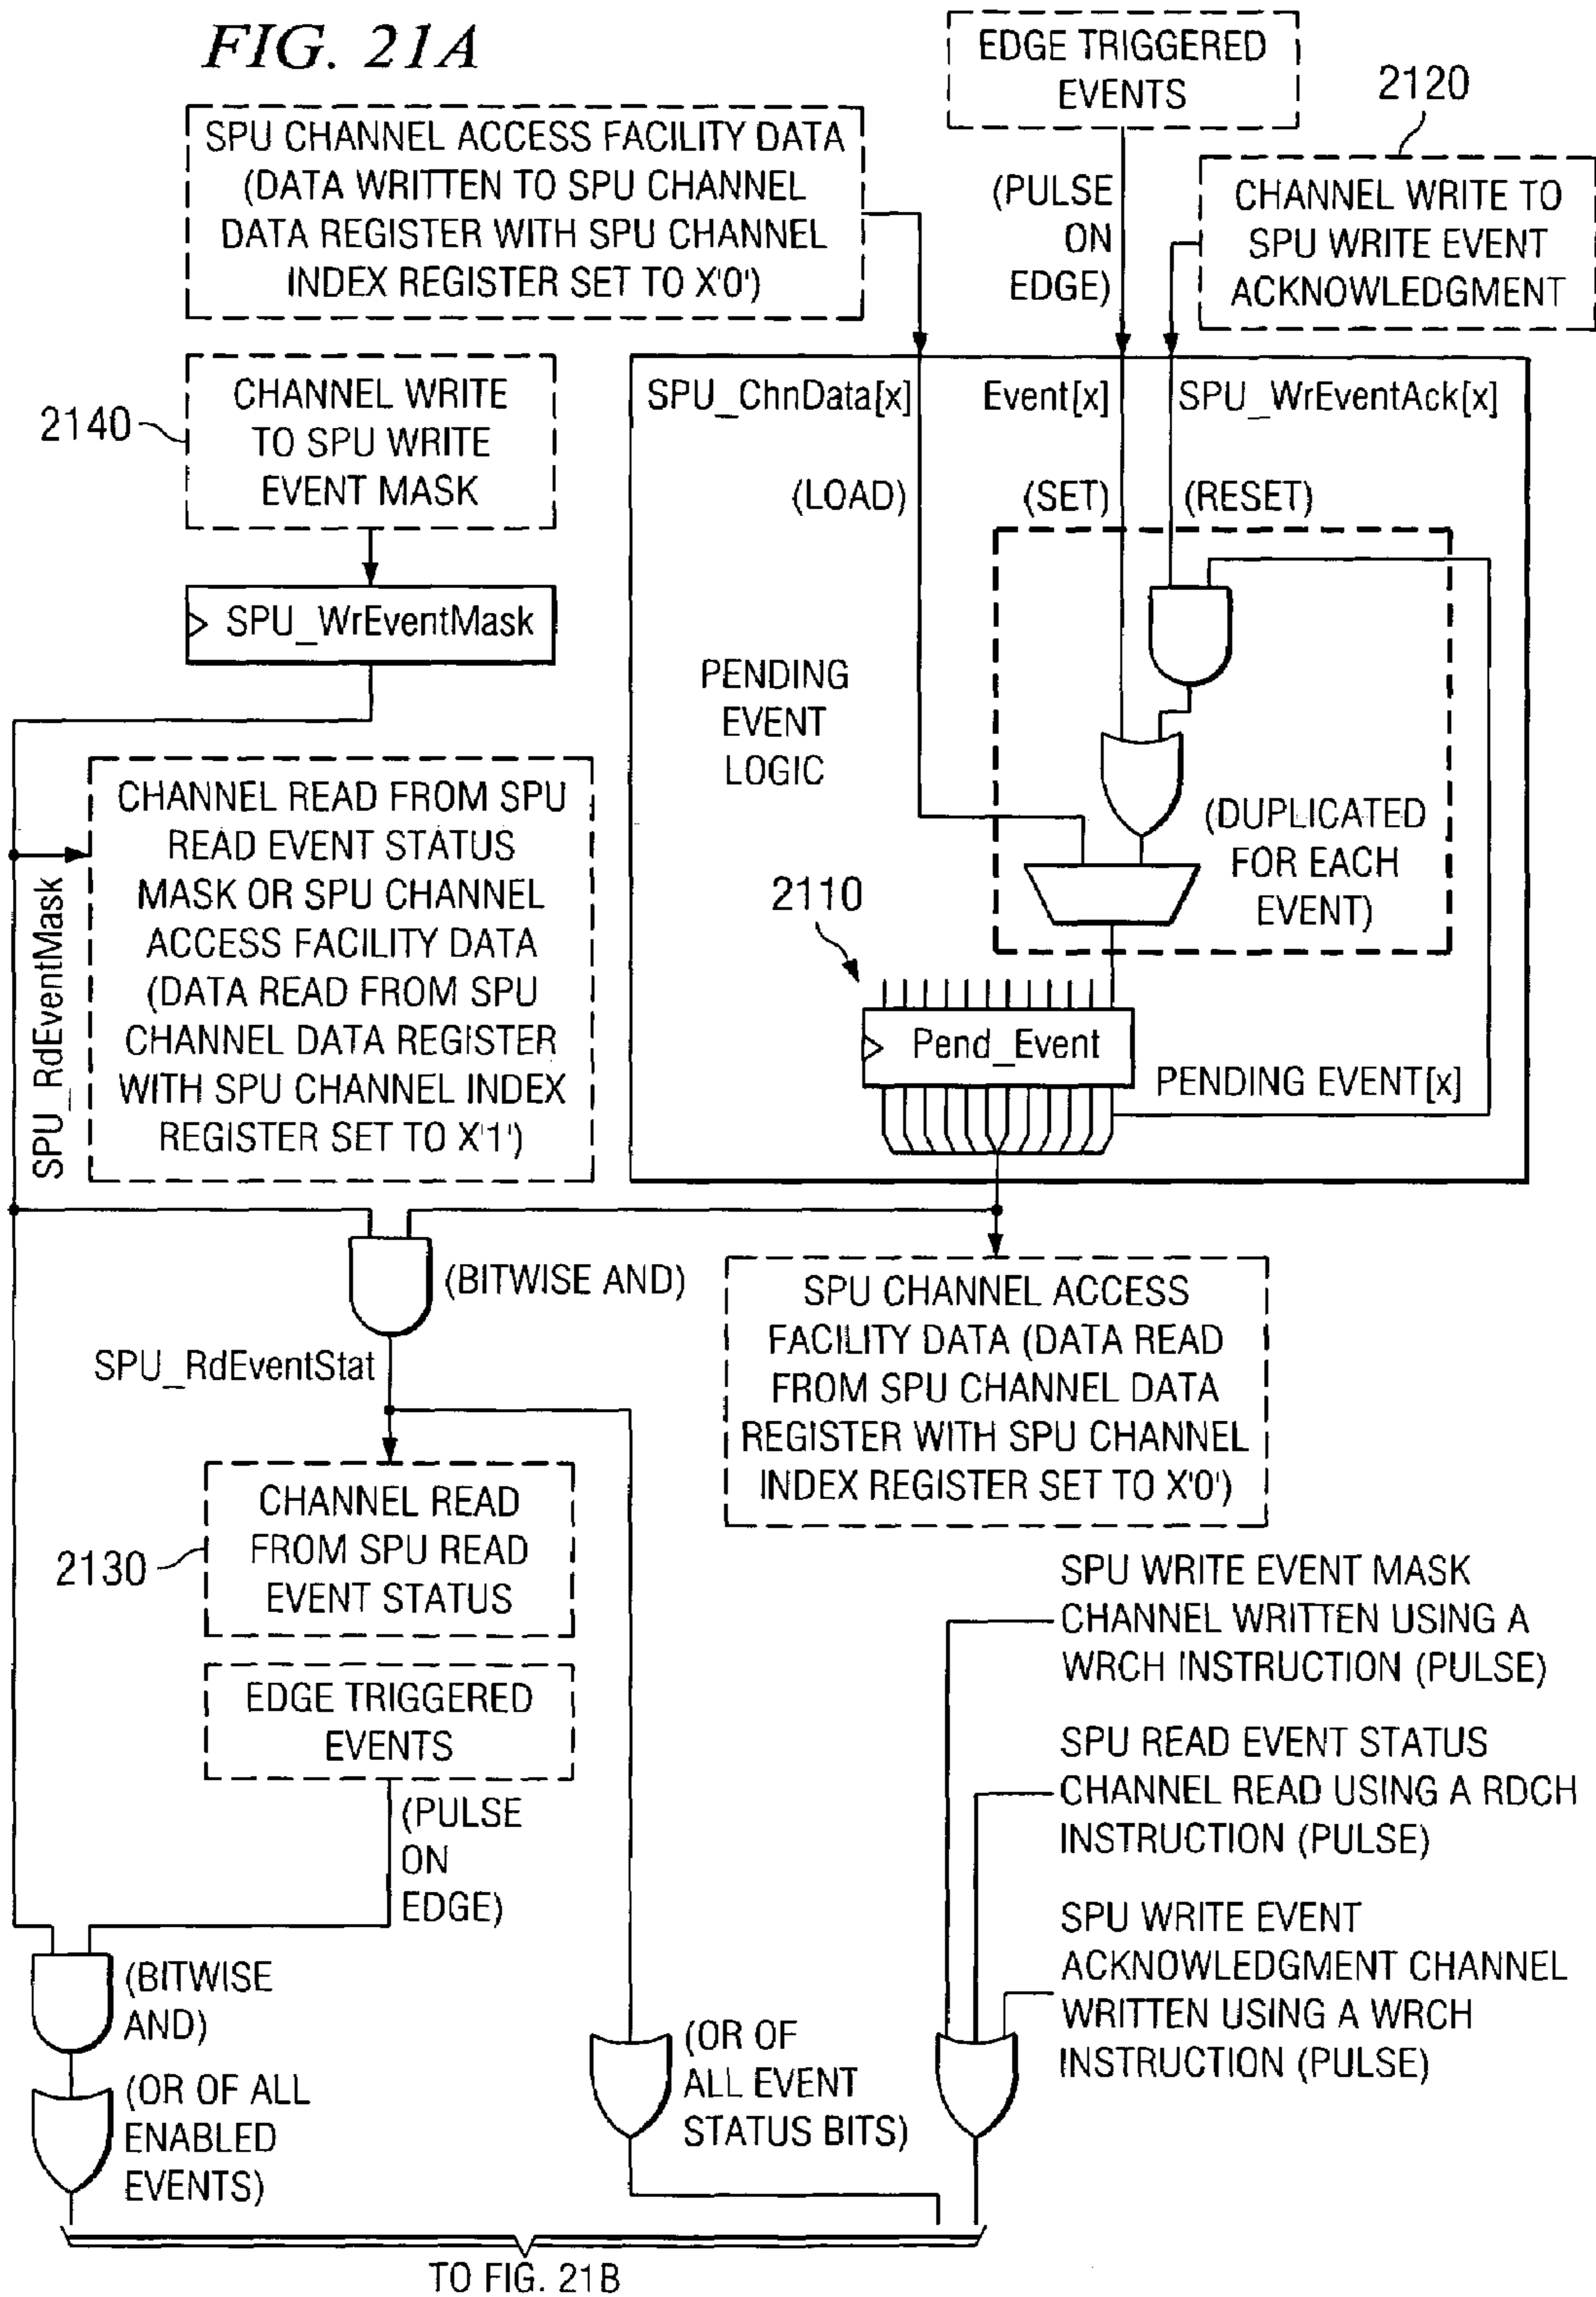 FIG. 21A
EDGE TRIGGERED
EVENTS
2120
SPU CHANNEL ACCESS FACILITY DATA
(DATA WRITTEN TO SPU CHANNEL
DATA REGISTER WITH SPU CHANNEL
INDEX REGISTER SET TO X'0')
(PULSE
ON
EDGE)
CHANNEL WRITE TO
SPU WRITE EVENT
ACKNOWLEDGMENT
2140
CHANNEL WRITE
TO SPU WRITE
EVENT MASK
SPU_ChnData[x]
Event[x]
SPU_WrEventAck[x]
(LOAD)
(SET)
(RESET)
SPU_WrEventMask
PENDING
EVENT
LOGIC
(DUPLICATED
FOR EACH
EVENT)
2110
Pend_Event
PENDING EVENT[x]
SPU_RdEventMask
CHANNEL READ FROM SPU
READ EVENT STATUS
MASK OR SPU CHANNEL
ACCESS FACILITY DATA
(DATA READ FROM SPU
CHANNEL DATA REGISTER
WITH SPU CHANNEL INDEX
REGISTER SET TO X'1')
(BITWISE AND)
SPU_RdEventStat
SPU CHANNEL ACCESS
FACILITY DATA (DATA READ
FROM SPU CHANNEL DATA
REGISTER WITH SPU CHANNEL
INDEX REGISTER SET TO X'0')
2130
CHANNEL READ
FROM SPU READ
EVENT STATUS
EDGE TRIGGERED
EVENTS
(PULSE
ON
EDGE)
SPU WRITE EVENT MASK
CHANNEL WRITTEN USING A
WRCH INSTRUCTION (PULSE)
SPU READ EVENT STATUS
CHANNEL READ USING A RDCH
INSTRUCTION (PULSE)
SPU WRITE EVENT
ACKNOWLEDGMENT CHANNEL
WRITTEN USING A WRCH
INSTRUCTION (PULSE)
(BITWISE
AND)
(OR OF ALL
ENABLED
EVENTS)
(OR OF
ALL EVENT
STATUS BITS)
TO FIG. 21B